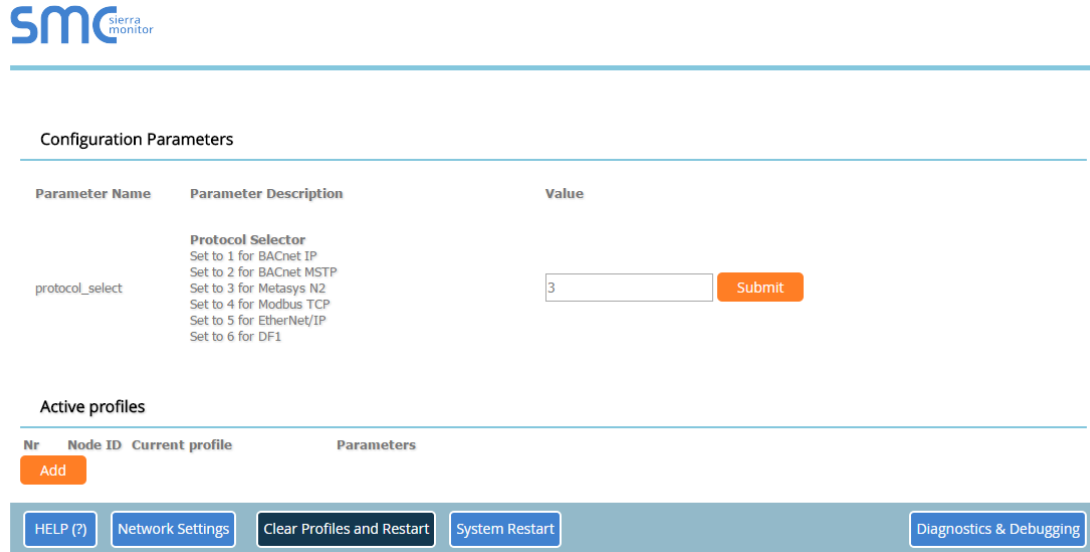 SMC sierra monitor
Configuration Parameters
Parameter Name Parameter Description Value
Protocol Selector
Set to 1 for BACnet IP
Set to 2 for BACnet MSTP
protocol_select Set to 3 for Metasys N2 3 Submit
Set to 4 for Modbus TCP
Set to 5 for EtherNet/IP
Set to 6 for DF1
Active profiles
Nr Node ID Current profile Parameters
Add
HELP (?) Network Settings Clear Profiles and Restart System Restart Diagnostics & Debugging